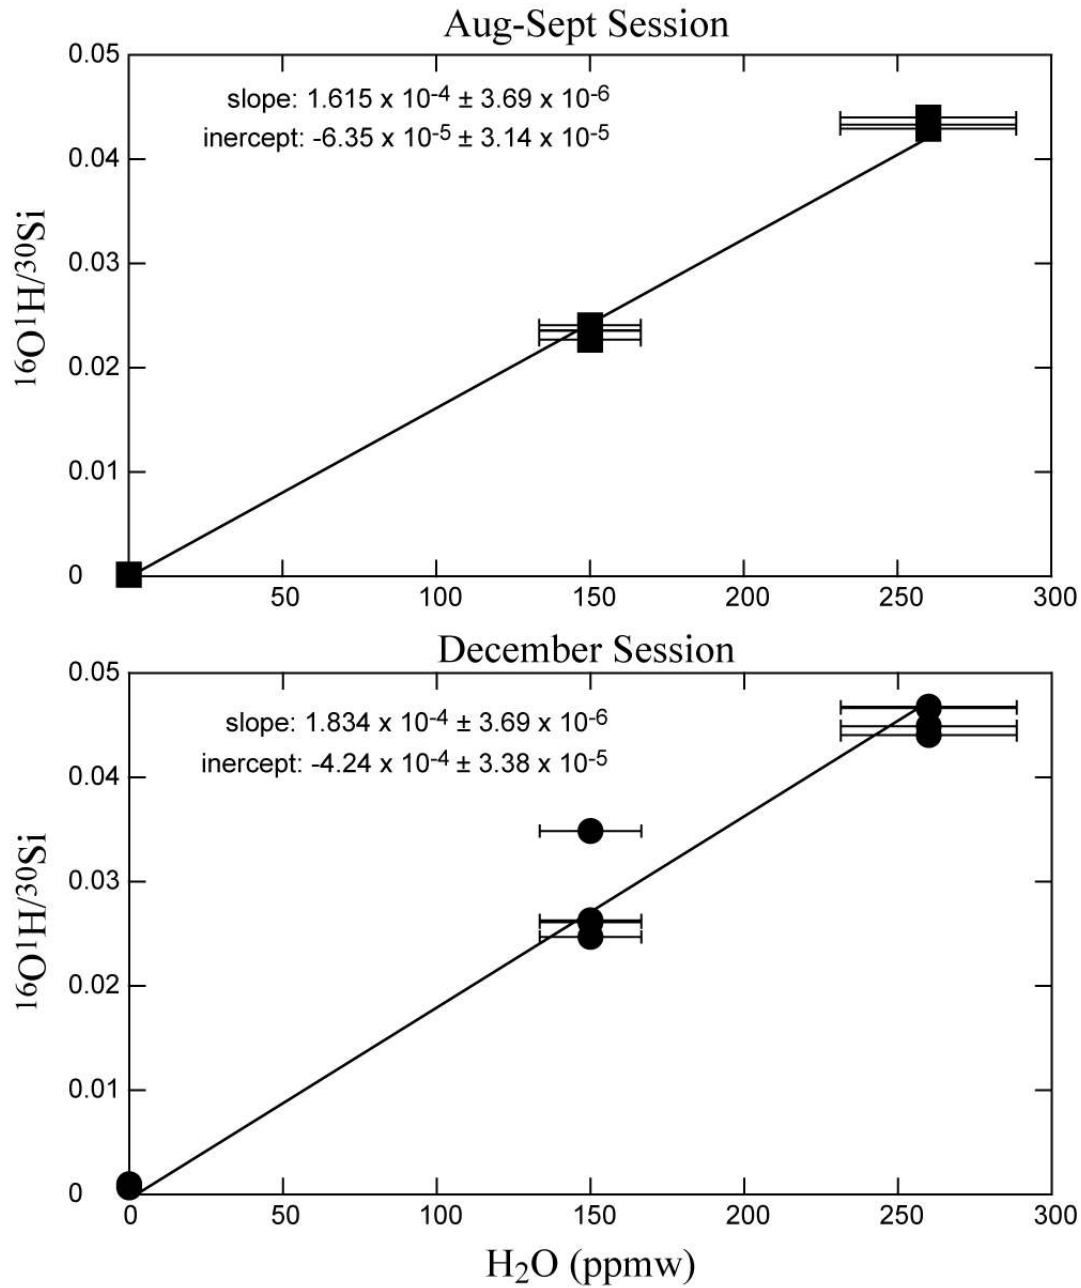 Aug-Sept Session
0.05
slope: 1.615 x 10⁻⁴ ± 3.69 x 10⁻⁶
inercept: -6.35 x 10⁻⁵ ± 3.14 x 10⁻⁵
0.04
0.03
¹⁶O¹H/³⁰Si
0.02
0.01
0
50 100 150 200 250 300
December Session
0.05
slope: 1.834 x 10⁻⁴ ± 3.69 x 10⁻⁶
inercept: -4.24 x 10⁻⁴ ± 3.38 x 10⁻⁵
0.04
0.03
¹⁶O¹H/³⁰Si
0.02
0.01
0
0 50 100 150 200 250 300
H₂O (ppmw)